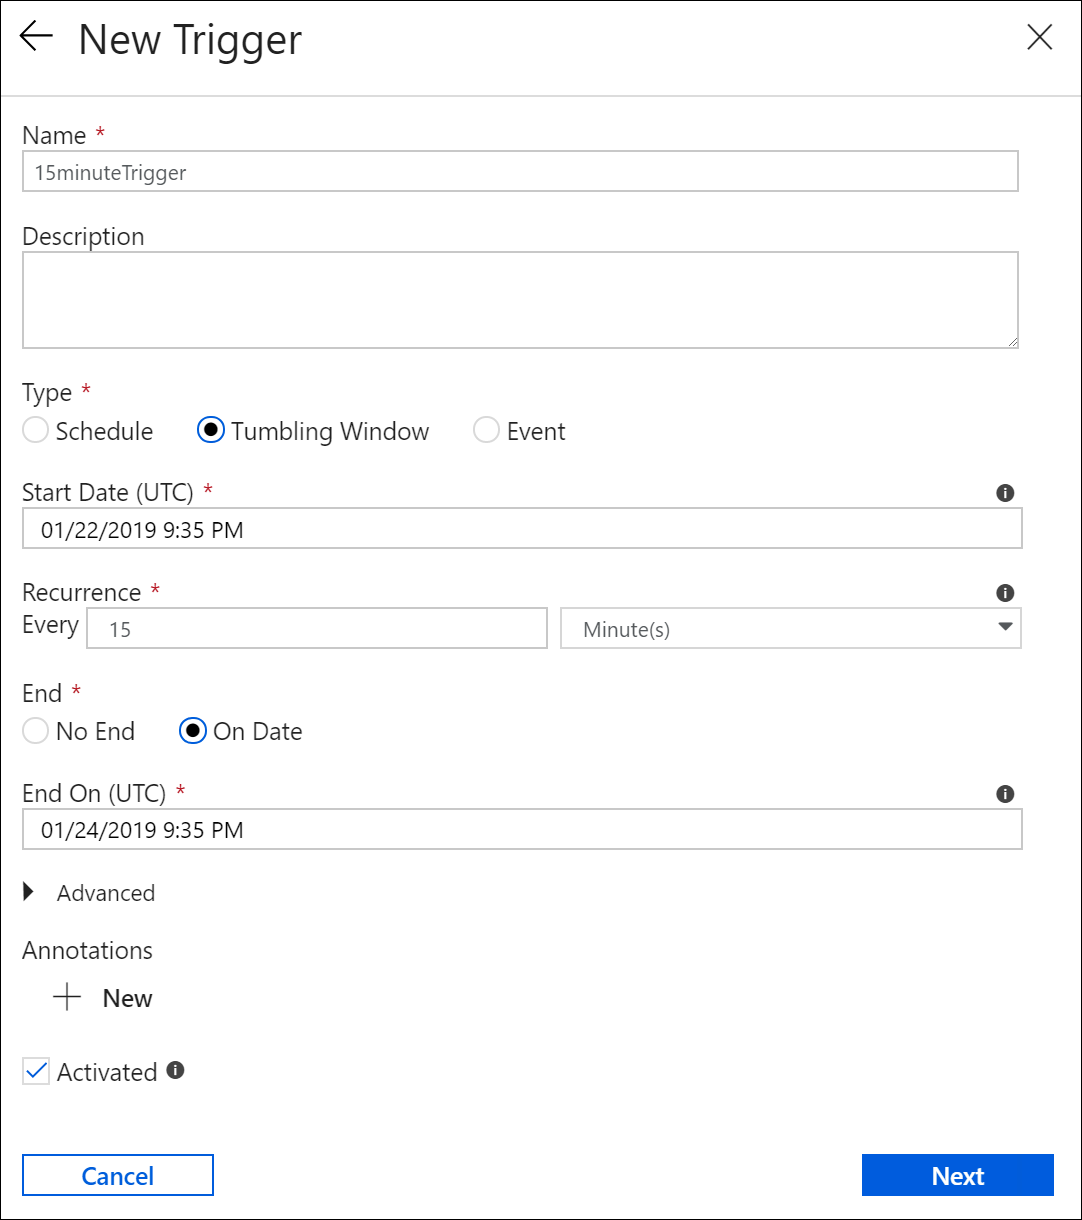 New Trigger
Name *
15minuteTrigger
Description
Type *
Schedule Tumbling Window Event
Start Date (UTC) *
01/22/2019 9:35 PM
Recurrence *
Every 15 Minute(s)
End *
No End On Date
End On (UTC) *
01/24/2019 9:35 PM
Advanced
Annotations
New
Activated
Cancel Next